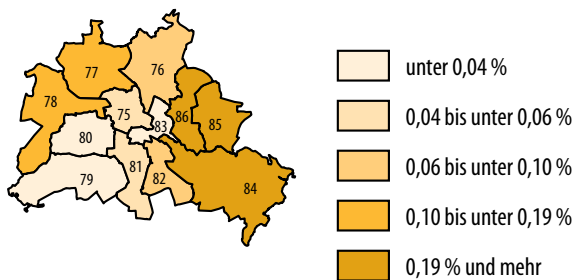 76
77
78
75
86
85
83
80
81
82
79
84
unter 0,04 %
0,04 bis unter 0,06 %
0,06 bis unter 0,10 %
0,10 bis unter 0,19 %
0,19 % und mehr